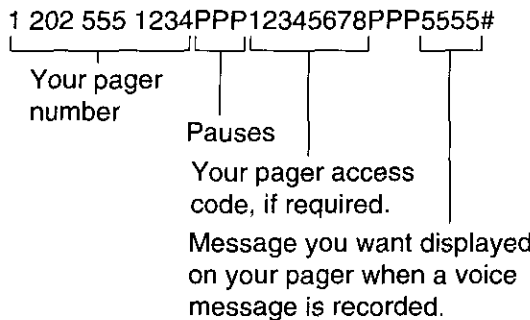 1 202 555 1234PPP12345678PPP5555#
Your pager
number
Pauses
Your pager access
code, if required.
Message you want displayed
on your pager when a voice
message is recorded.